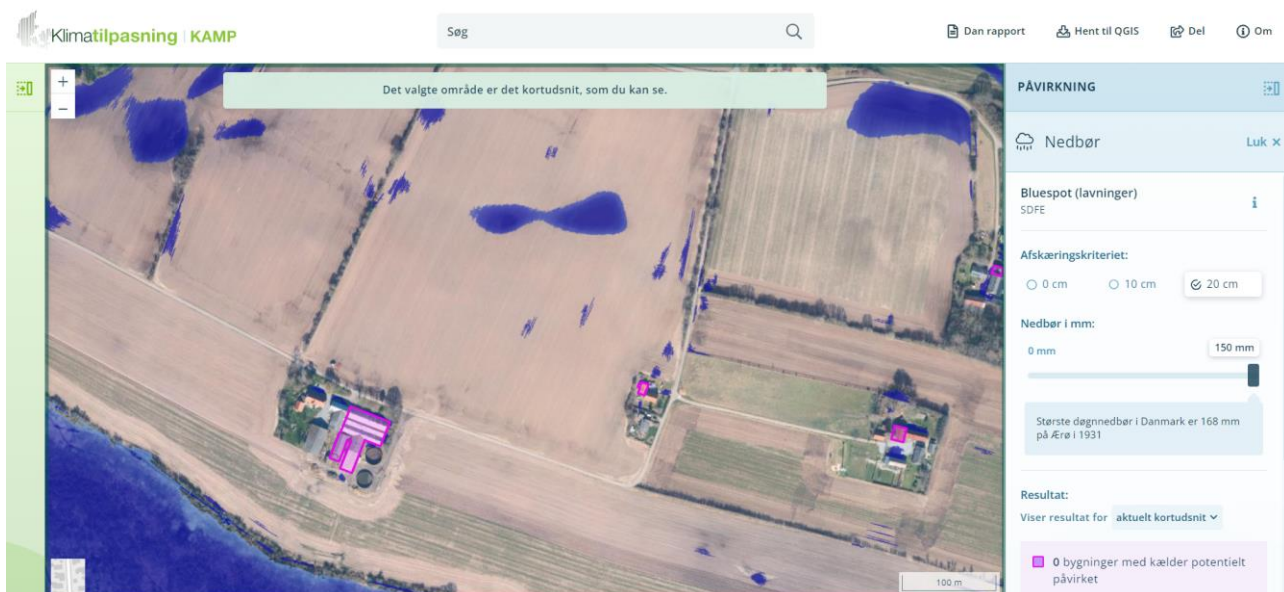 Klimatilpasning | KAMP
Søg
Dan rapport
Hent til QGIS
Del
Om
Det valgte område er det kortudsnit, som du kan se.
+
−
100 m
PÅVIRKNING
Nedbør
Luk ×
Bluespot (lavninger)
SDFE
Afskæringskriteriet:
0 cm
10 cm
20 cm
Nedbør i mm:
0 mm
150 mm
Største døgnnedbør i Danmark er 168 mm
på Ærø i 1931
Resultat:
Viser resultat for aktuelt kortudsnit
0 bygninger med kælder potentielt
påvirket